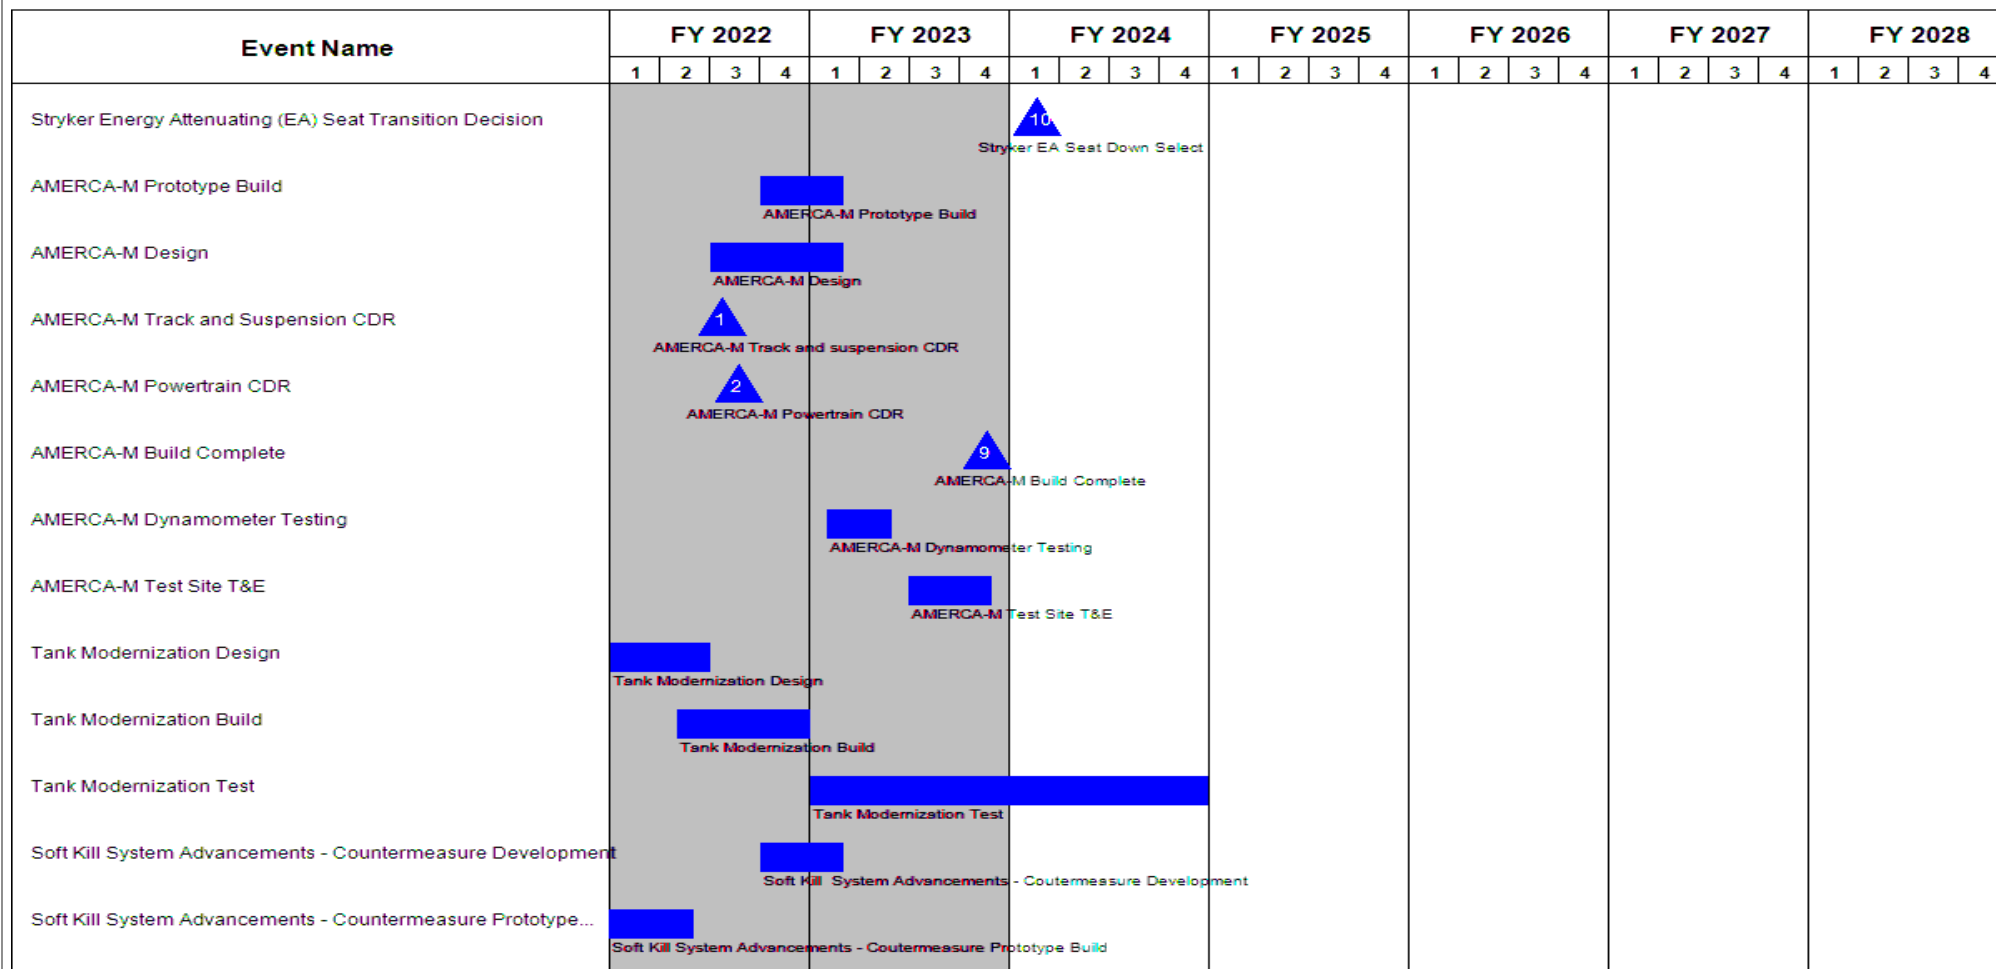 Event Name
FY 2022 FY 2023 FY 2024 FY 2025 FY 2026 FY 2027 FY 2028
1 2 3 4 1 2 3 4 1 2 3 4 1 2 3 4 1 2 3 4 1 2 3 4 1 2 3 4
Stryker Energy Attenuating (EA) Seat Transition Decision 10
Stryker EA Seat Down Select
AMERCA-M Prototype Build
AMERCA-M Prototype Build
AMERCA-M Design
AMERCA-M Design
AMERCA-M Track and Suspension CDR 1
AMERCA-M Track and suspension CDR
AMERCA-M Powertrain CDR 2
AMERCA-M Powertrain CDR
AMERCA-M Build Complete 9
AMERCA-M Build Complete
AMERCA-M Dynamometer Testing
AMERCA-M Dynamometer Testing
AMERCA-M Test Site T&E
AMERCA-M Test Site T&E
Tank Modernization Design
Tank Modernization Design
Tank Modernization Build
Tank Modernization Build
Tank Modernization Test
Tank Modernization Test
Soft Kill System Advancements - Countermeasure Development
Soft Kill System Advancements - Coutermeasure Development
Soft Kill System Advancements - Countermeasure Prototype...
Soft Kill System Advancements - Coutermeasure Prototype Build